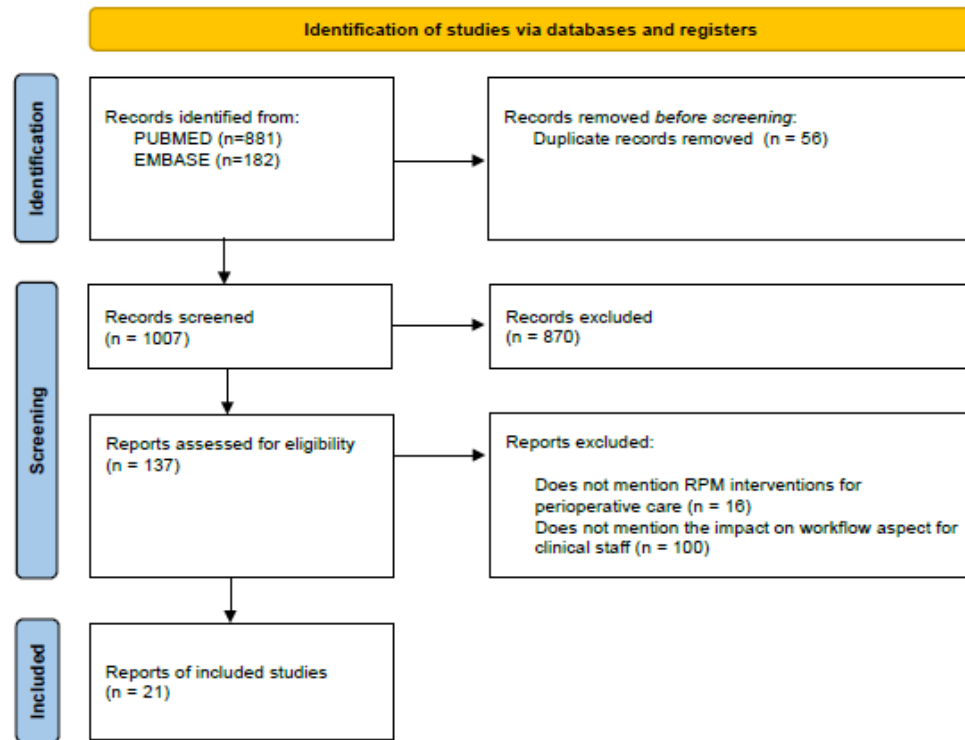 Identification of studies via databases and registers
Identification
Records identified from:
PUBMED (n=881)
EMBASE (n=182)
Records removed before screening:
Duplicate records removed (n = 56)
Screening
Records screened
(n = 1007)
Records excluded
(n = 870)
Reports assessed for eligibility
(n = 137)
Reports excluded:
Does not mention RPM interventions for
perioperative care (n = 16)
Does not mention the impact on workflow aspect for
clinical staff (n = 100)
Included
Reports of included studies
(n = 21)